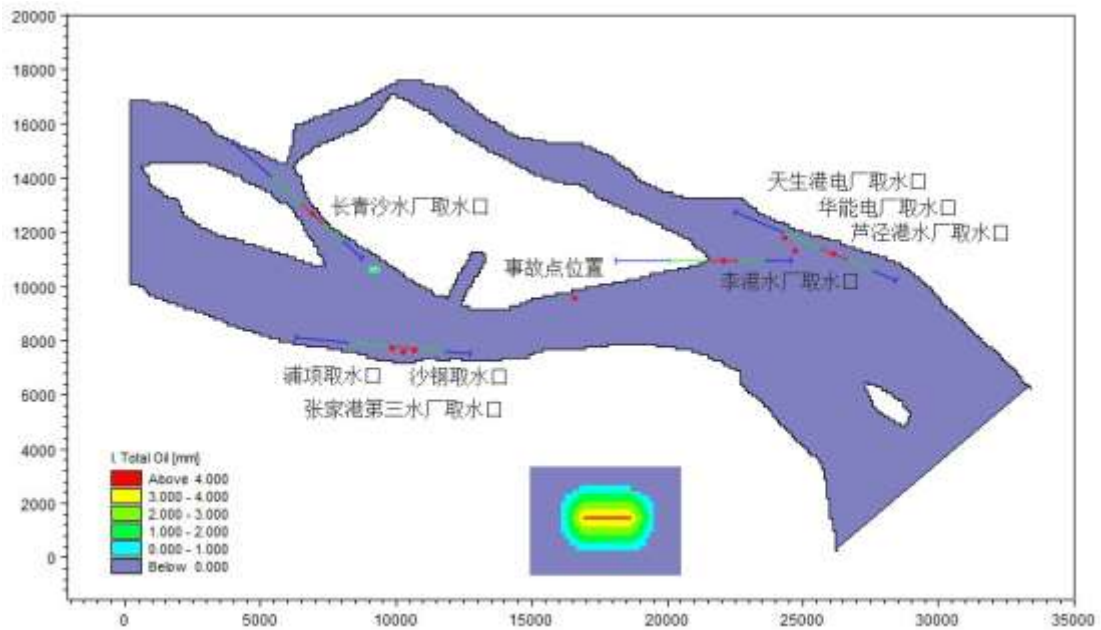 20000
18000
16000
14000
12000
10000
8000
6000
4000
2000
0
天生港电厂取水口
华能电厂取水口
芦泾港水厂取水口
长青沙水厂取水口
事故点位置
李港水厂取水口
浦项取水口 沙钢取水口
张家港第三水厂取水口
l. Total Oil [mm]
Above 4.000
3.000 - 4.000
2.000 - 3.000
1.000 - 2.000
0.000 - 1.000
Below 0.000
0 5000 10000 15000 20000 25000 30000 35000